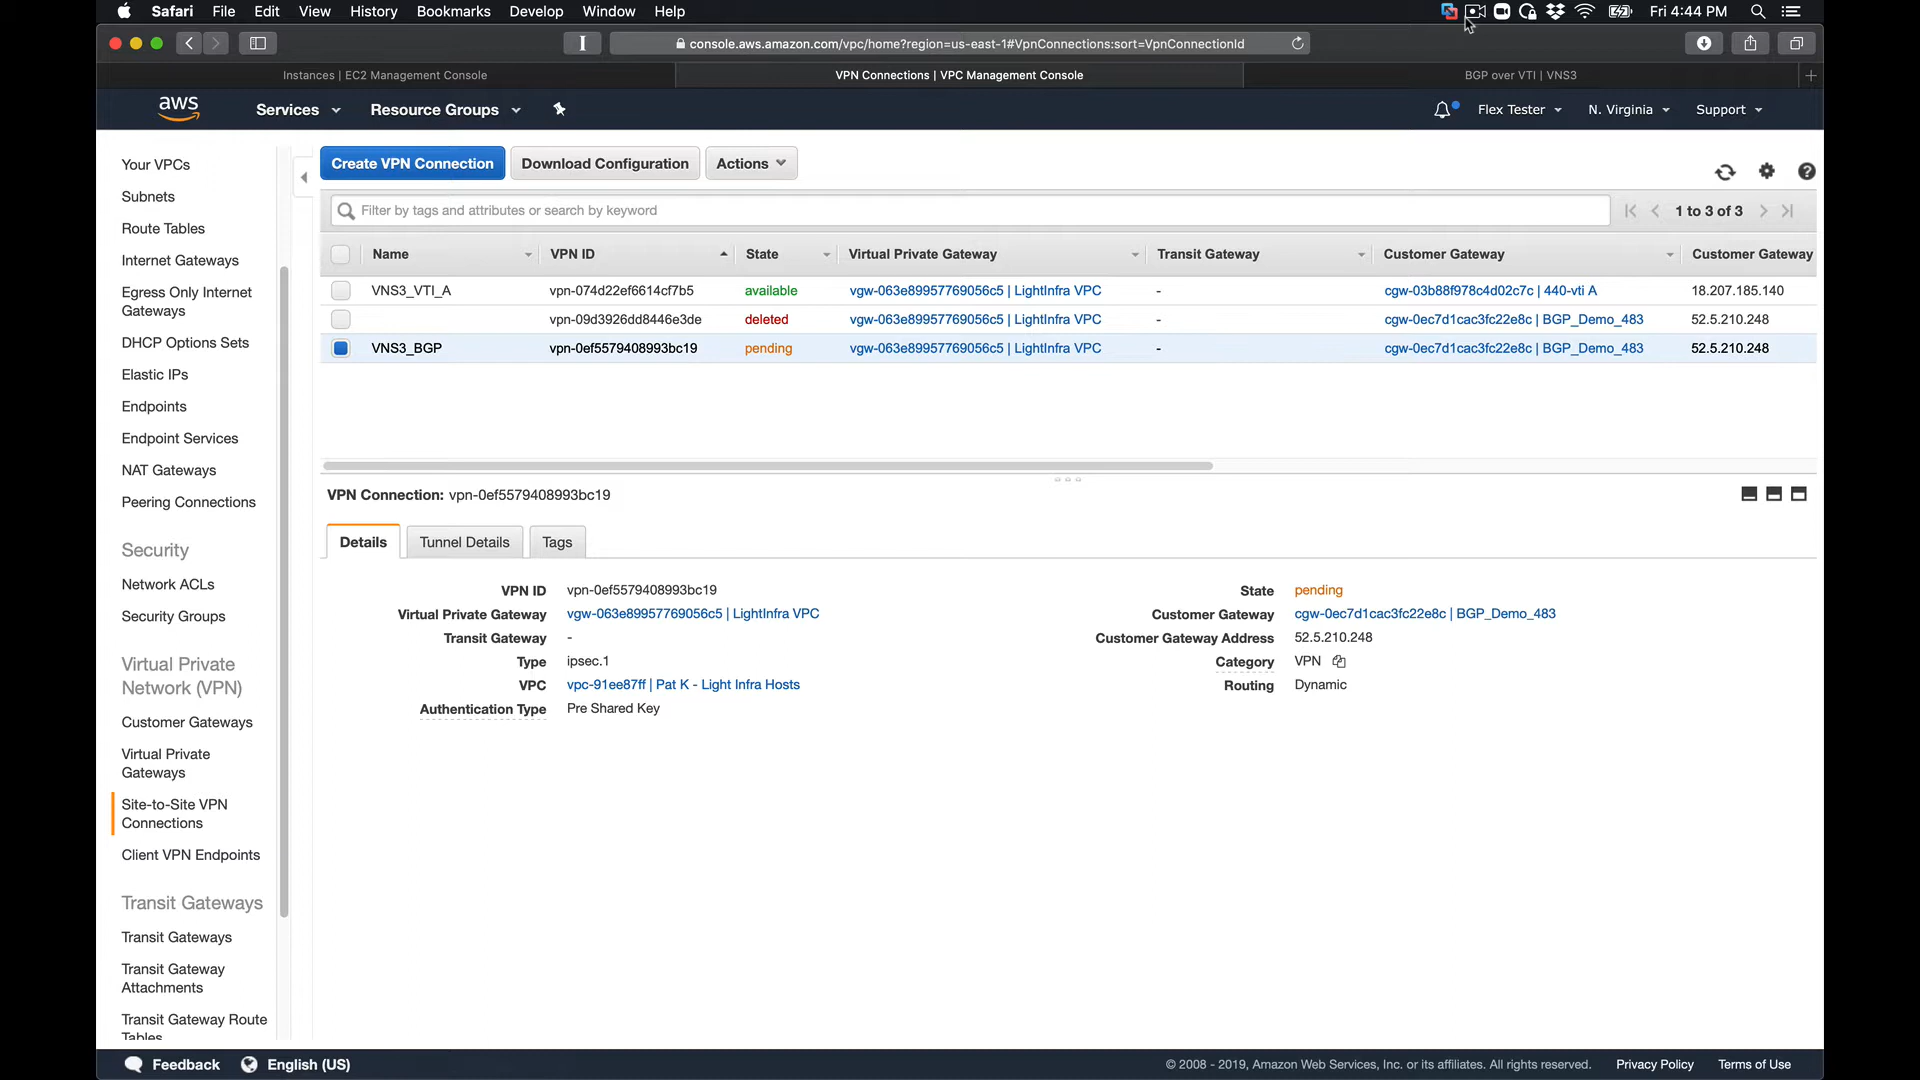 Safari File Edit View History Bookmarks Develop Window Help Fri 4:44 PM
console.aws.amazon.com/vpc/home?region=us-east-1#VpnConnections:sort=VpnConnectionId
Instances | EC2 Management Console VPN Connections | VPC Management Console BGP over VTI | VNS3
aws Services Resource Groups Flex Tester N. Virginia Support
Your VPCs
Subnets
Route Tables
Internet Gateways
Egress Only Internet
Gateways
DHCP Options Sets
Elastic IPs
Endpoints
Endpoint Services
NAT Gateways
Peering Connections
Security
Network ACLs
Security Groups
Virtual Private
Network (VPN)
Customer Gateways
Virtual Private
Gateways
Site-to-Site VPN
Connections
Client VPN Endpoints
Transit Gateways
Transit Gateways
Transit Gateway
Attachments
Transit Gateway Route
Tables
Create VPN Connection Download Configuration Actions
Filter by tags and attributes or search by keyword 1 to 3 of 3
Name VPN ID State Virtual Private Gateway Transit Gateway Customer Gateway Customer Gateway
VNS3_VTI_A vpn-074d22ef6614cf7b5 available vgw-063e89957769056c5 | LightInfra VPC - cgw-03b88f978c4d02c7c | 440-vti A 18.207.185.140
vpn-09d3926dd8446e3de deleted vgw-063e89957769056c5 | LightInfra VPC - cgw-0ec7d1cac3fc22e8c | BGP_Demo_483 52.5.210.248
VNS3_BGP vpn-0ef5579408993bc19 pending vgw-063e89957769056c5 | LightInfra VPC - cgw-0ec7d1cac3fc22e8c | BGP_Demo_483 52.5.210.248
VPN Connection: vpn-0ef5579408993bc19
Details Tunnel Details Tags
VPN ID vpn-0ef5579408993bc19 State pending
Virtual Private Gateway vgw-063e89957769056c5 | LightInfra VPC Customer Gateway cgw-0ec7d1cac3fc22e8c | BGP_Demo_483
Transit Gateway - Customer Gateway Address 52.5.210.248
Type ipsec.1 Category VPN
VPC vpc-91ee87ff | Pat K - Light Infra Hosts Routing Dynamic
Authentication Type Pre Shared Key
Feedback English (US) © 2008 - 2019, Amazon Web Services, Inc. or its affiliates. All rights reserved. Privacy Policy Terms of Use